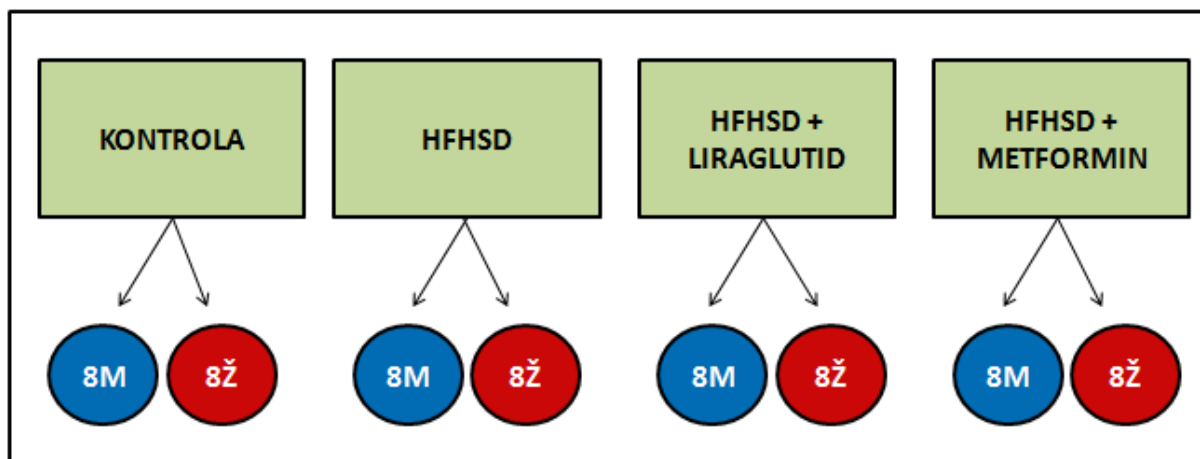 KONTROLA
HFHSD
HFHSD +
LIRAGLUTID
HFHSD +
METFORMIN
8M
8Ž
8M
8Ž
8M
8Ž
8M
8Ž